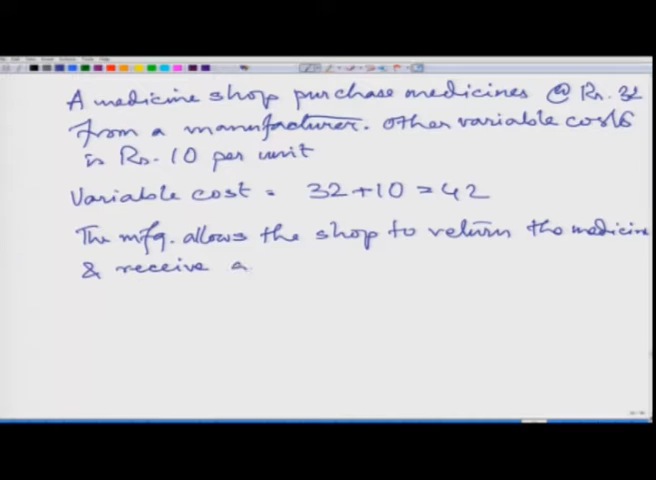 A medicine shop purchase medicines @ Rs. 32
from a manufacturer. Other variable costs
is Rs. 10 per unit
Variable cost = 32 + 10 = 42
The mfg. allows the shop to return the medicine
& receive a